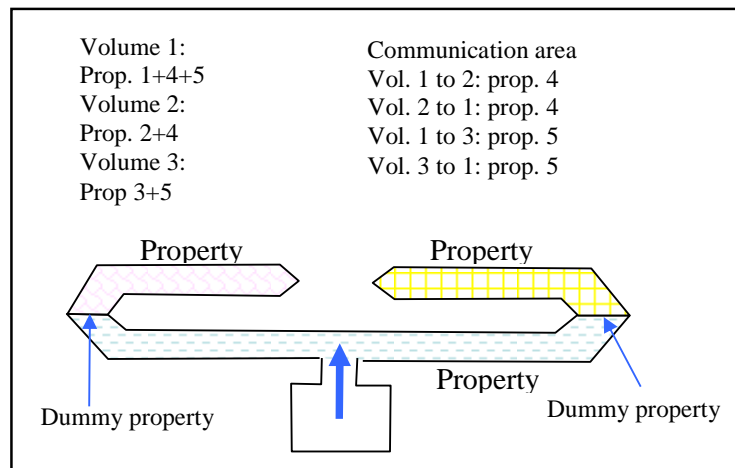 Volume 1:
Prop. 1+4+5
Volume 2:
Prop. 2+4
Volume 3:
Prop 3+5
Communication area
Vol. 1 to 2: prop. 4
Vol. 2 to 1: prop. 4
Vol. 1 to 3: prop. 5
Vol. 3 to 1: prop. 5
Property
Property
Property
Dummy property
Dummy property